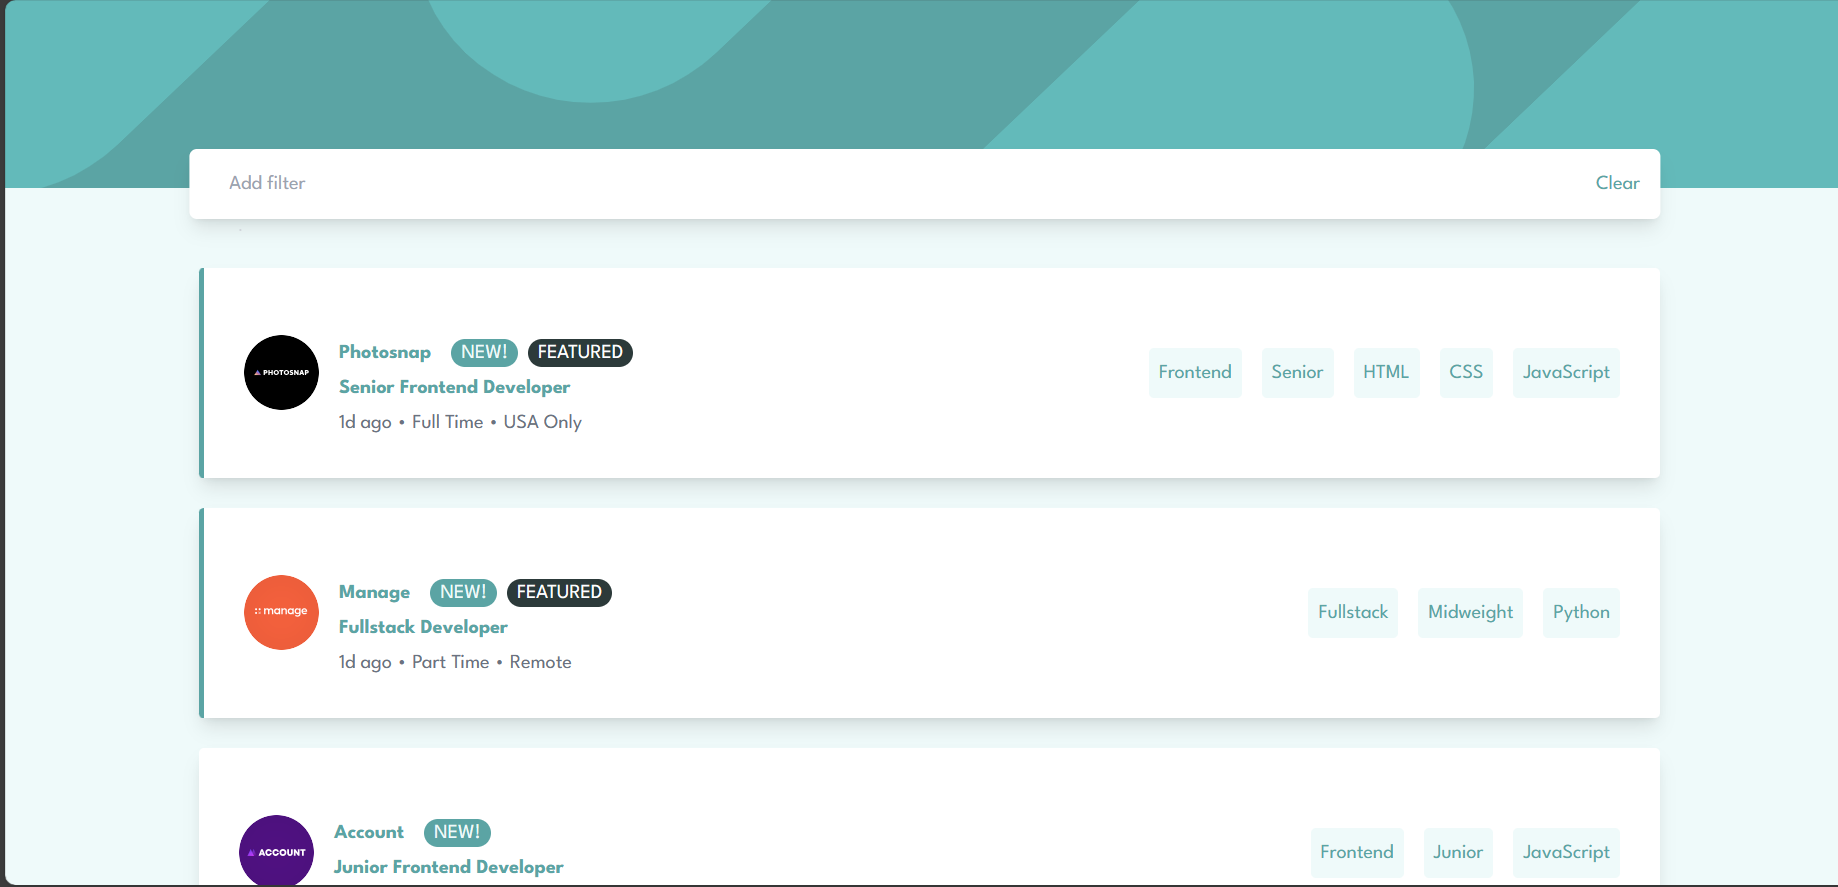 Add filter Clear
PHOTOSNAP
Photosnap NEW! FEATURED
Senior Frontend Developer
1d ago • Full Time • USA Only
Frontend Senior HTML CSS JavaScript
manage
Manage NEW! FEATURED
Fullstack Developer
1d ago • Part Time • Remote
Fullstack Midweight Python
ACCOUNT
Account NEW!
Junior Frontend Developer
Frontend Junior JavaScript